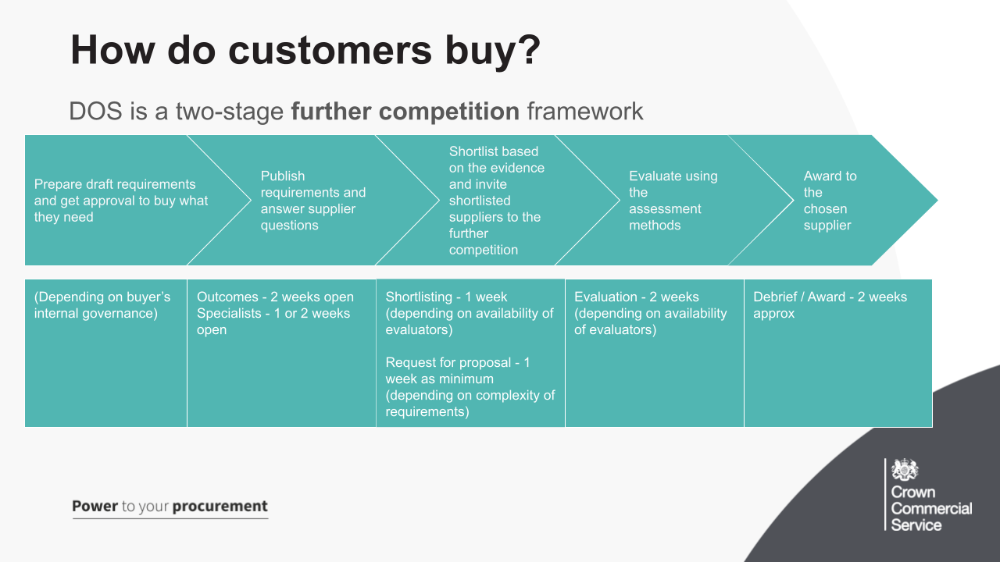 How do customers buy?
DOS is a two-stage further competition framework
Prepare draft requirements
and get approval to buy what
they need
Publish
requirements and
answer supplier
questions
Shortlist based
on the evidence
and invite
shortlisted
suppliers to the
further
competition
Evaluate using
the
assessment
methods
Award to
the
chosen
supplier
(Depending on buyer’s
internal governance)
Outcomes - 2 weeks open
Specialists - 1 or 2 weeks
open
Shortlisting - 1 week
(depending on availability of
evaluators)
Request for proposal - 1
week as minimum
(depending on complexity of
requirements)
Evaluation - 2 weeks
(depending on availability
of evaluators)
Debrief / Award - 2 weeks
approx
Power to your procurement
Crown
Commercial
Service